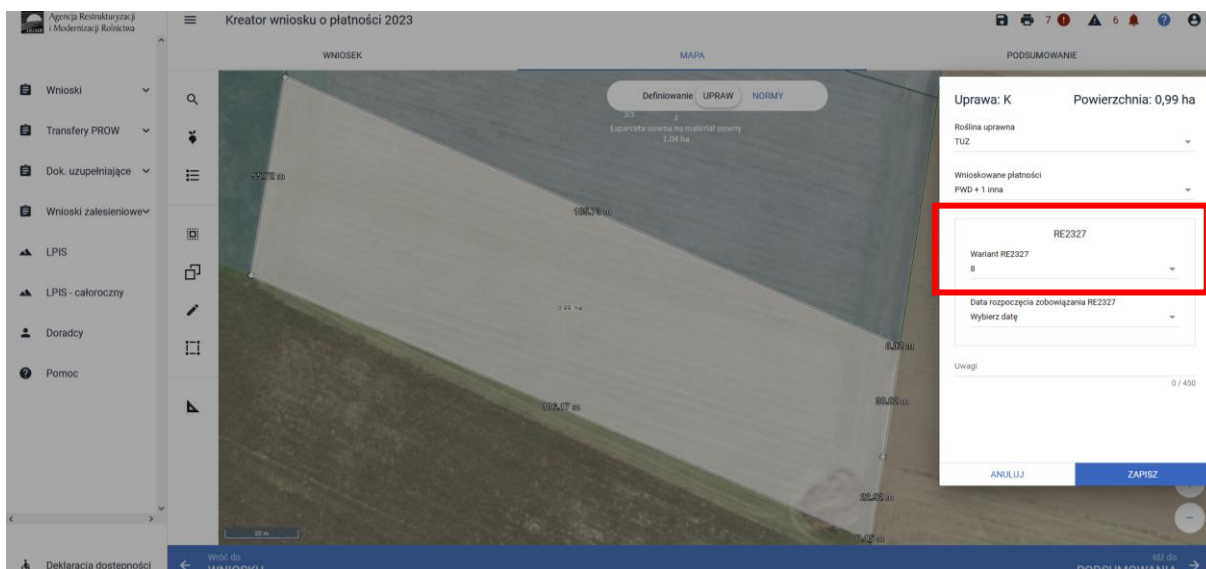 Agencja Restrukturyzacji
i Modernizacji Rolnictwa
Kreator wniosku o płatności 2023
7
6
WNIOSEK
MAPA
PODSUMOWANIE
Wnioski
Transfery PROW
Dok. uzupełniające
Wnioski zalesieniowe
LPIS
LPIS - całoroczny
Doradcy
Pomoc
Deklaracja dostępności
Definiowanie UPRAW NORMY
Esparceta siewna na materiał siewny
1.04 ha
105.70 m
0.99 ha
0.32 m
20 m
Uprawa: K
Powierzchnia: 0,99 ha
Roślina uprawna
TUZ
Wnioskowane płatności
PWD + 1 inna
RE2327
Wariant RE2327
8
Data rozpoczęcia zobowiązania RE2327
Wybierz datę
Uwagi
0 / 450
ANULUJ
ZAPISZ
Wróć do
WNIOSKU
Idź do
PODSUMOWANIA